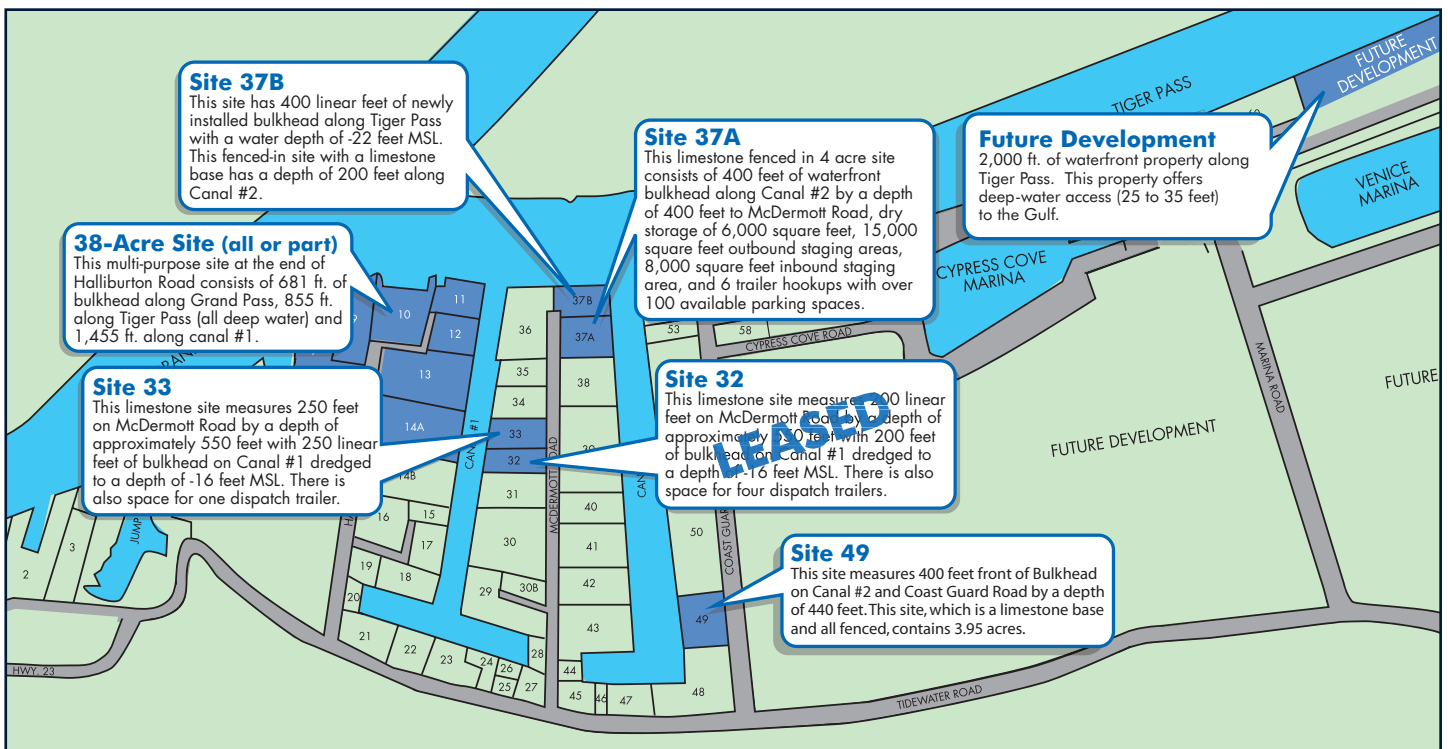 Site 37B
This site has 400 linear feet of newly
installed bulkhead along Tiger Pass
with a water depth of -22 feet MSL.
This fenced-in site with a limestone
base has a depth of 200 feet along
Canal #2.
Site 37A
This limestone fenced in 4 acre site
consists of 400 feet of waterfront
bulkhead along Canal #2 by a depth
of 400 feet to McDermott Road, dry
storage of 6,000 square feet, 15,000
square feet outbound staging areas,
8,000 square feet inbound staging
area, and 6 trailer hookups with over
100 available parking spaces.
Future Development
2,000 ft. of waterfront property along
Tiger Pass. This property offers
deep-water access (25 to 35 feet)
to the Gulf.
38-Acre Site (all or part)
This multi-purpose site at the end of
Halliburton Road consists of 681 ft. of
bulkhead along Grand Pass, 855 ft.
along Tiger Pass (all deep water) and
1,455 ft. along canal #1.
Site 33
This limestone site measures 250 feet
on McDermott Road by a depth of
approximately 550 feet with 250 linear
feet of bulkhead on Canal #1 dredged
to a depth of -16 feet MSL. There is
also space for one dispatch trailer.
Site 32
This limestone site measures 200 linear
feet on McDermott Road by a depth of
approximately 550 feet with 200 feet
of bulkhead on Canal #1 dredged to
a depth of -16 feet MSL. There is also
space for four dispatch trailers.
LEASED
Site 49
This site measures 400 feet front of Bulkhead
on Canal #2 and Coast Guard Road by a depth
of 440 feet. This site, which is a limestone base
and all fenced, contains 3.95 acres.
TIGER PASS
FUTURE
DEVELOPMENT
VENICE
MARINA
CYPRESS COVE
MARINA
CYPRESS COVE ROAD
MARINA ROAD
FUTURE
FUTURE DEVELOPMENT
TIDEWATER ROAD
MCDERMOTT ROAD
COAST GUAR
HWY. 23
JUMP
#1
2
3
10
11
12
13
14A
14B
15
16
17
18
19
20
21
22
23
24
25
26
27
28
29
30
30B
31
32
33
34
35
36
37A
37B
38
40
41
42
43
44
45
46
47
48
49
50
53
58